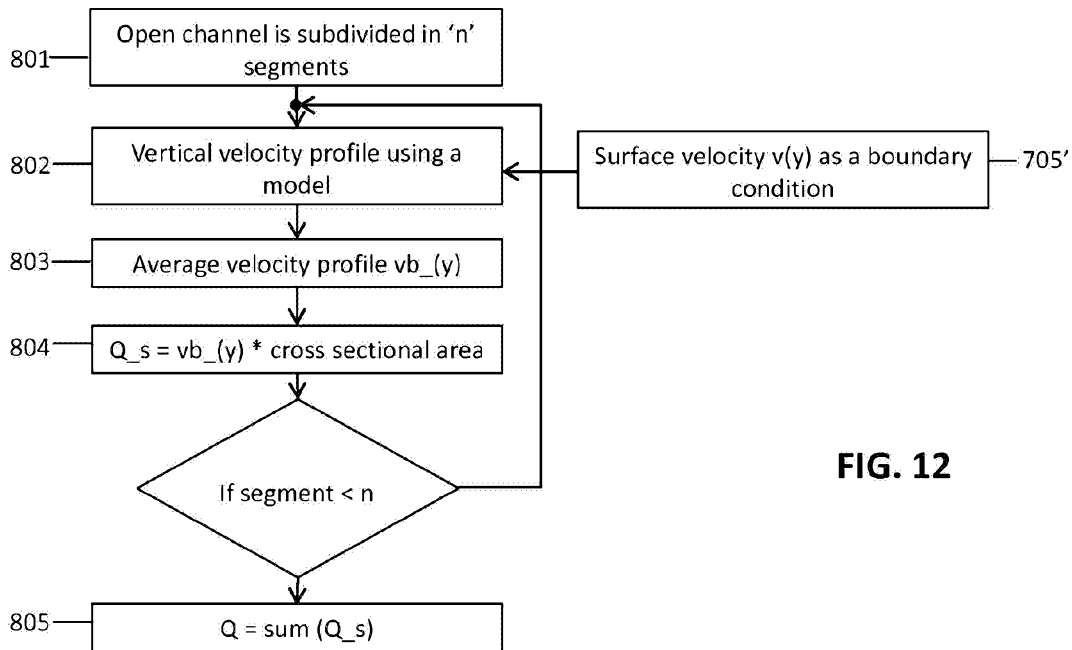 801
Open channel is subdivided in ‘n’
segments
802
Vertical velocity profile using a
model
Surface velocity v(y) as a boundary
condition
705’
803
Average velocity profile vb_(y)
804
Q_s = vb_(y) * cross sectional area
If segment < n
FIG. 12
805
Q = sum (Q_s)